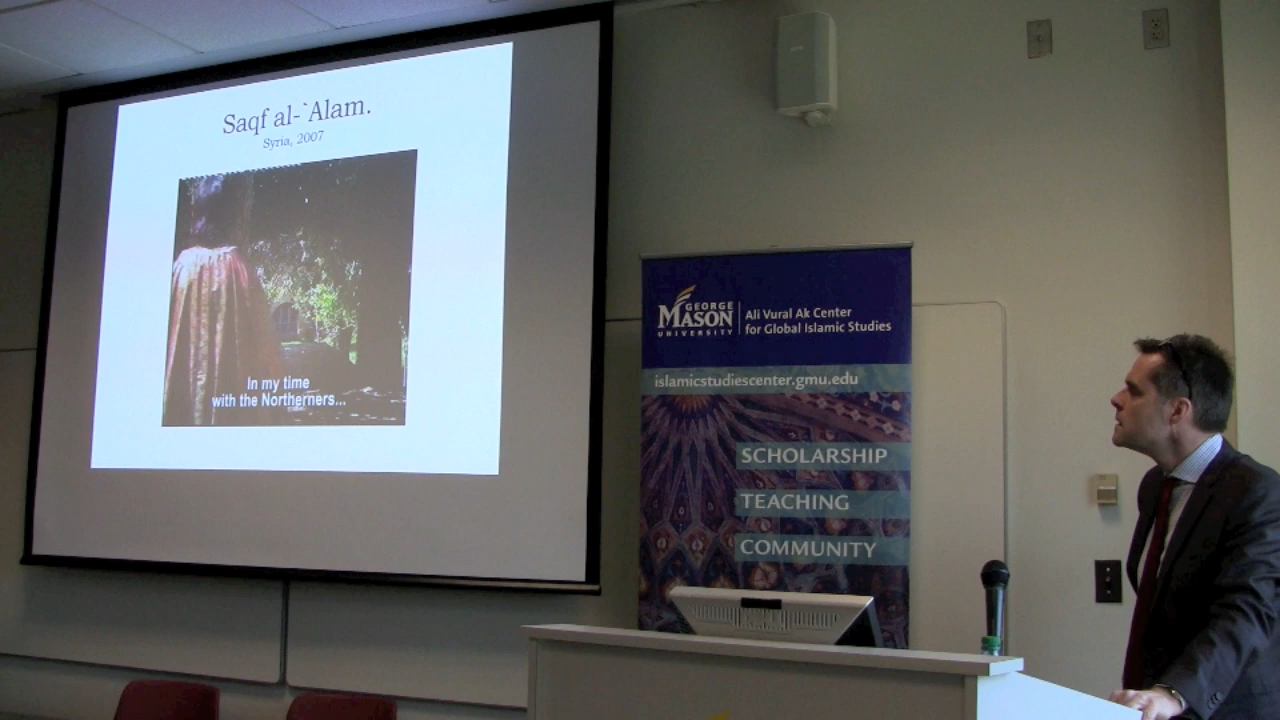 Saqf al-`Alam.
Syria, 2007
In my time
with the Northerners...
GEORGE
MASON
UNIVERSITY
Ali Vural Ak Center
for Global Islamic Studies
islamicstudiescenter.gmu.edu
SCHOLARSHIP
TEACHING
COMMUNITY